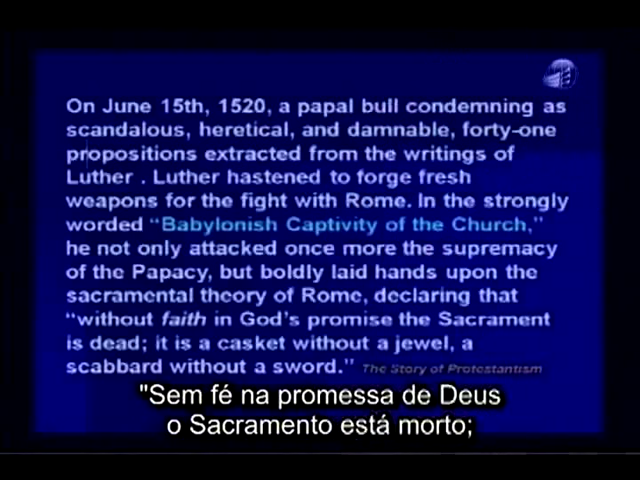 On June 15th, 1520, a papal bull condemning as
scandalous, heretical, and damnable, forty-one
propositions extracted from the writings of
Luther . Luther hastened to forge fresh
weapons for the fight with Rome. In the strongly
worded “Babylonish Captivity of the Church,”
he not only attacked once more the supremacy
of the Papacy, but boldly laid hands upon the
sacramental theory of Rome, declaring that
“without faith in God’s promise the Sacrament
is dead; it is a casket without a jewel, a
scabbard without a sword.” The Story of Protestantism
"Sem fé na promessa de Deus
o Sacramento está morto;